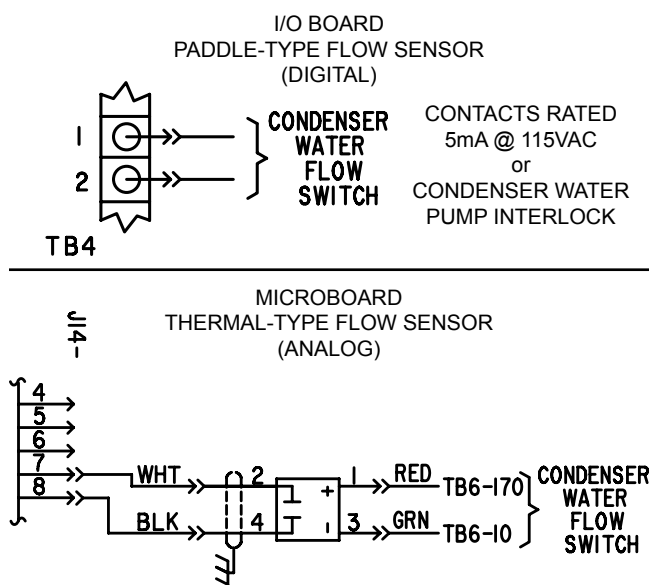 I/O BOARD
PADDLE-TYPE FLOW SENSOR
(DIGITAL)
1
2
TB4
CONDENSER
WATER
FLOW
SWITCH
CONTACTS RATED
5mA @ 115VAC
or
CONDENSER WATER
PUMP INTERLOCK
MICROBOARD
THERMAL-TYPE FLOW SENSOR
(ANALOG)
J14-
4
5
6
7
8
WHT 2 + 1 RED TB6-170
BLK 4 - 3 GRN TB6-10
CONDENSER
WATER
FLOW
SWITCH